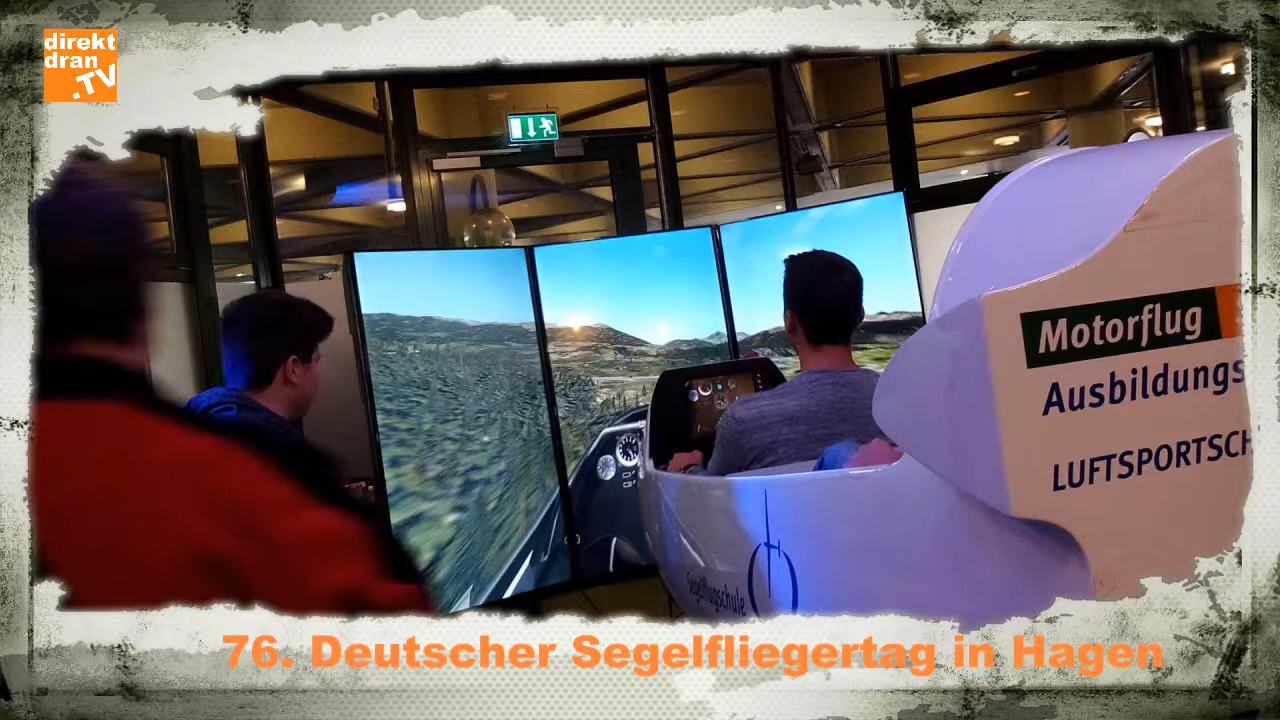 direkt
dran
.TV
Motorflug
Ausbildungs
LUFTSPORTSCH
Segelflugschule
76. Deutscher Segelfliegertag in Hagen